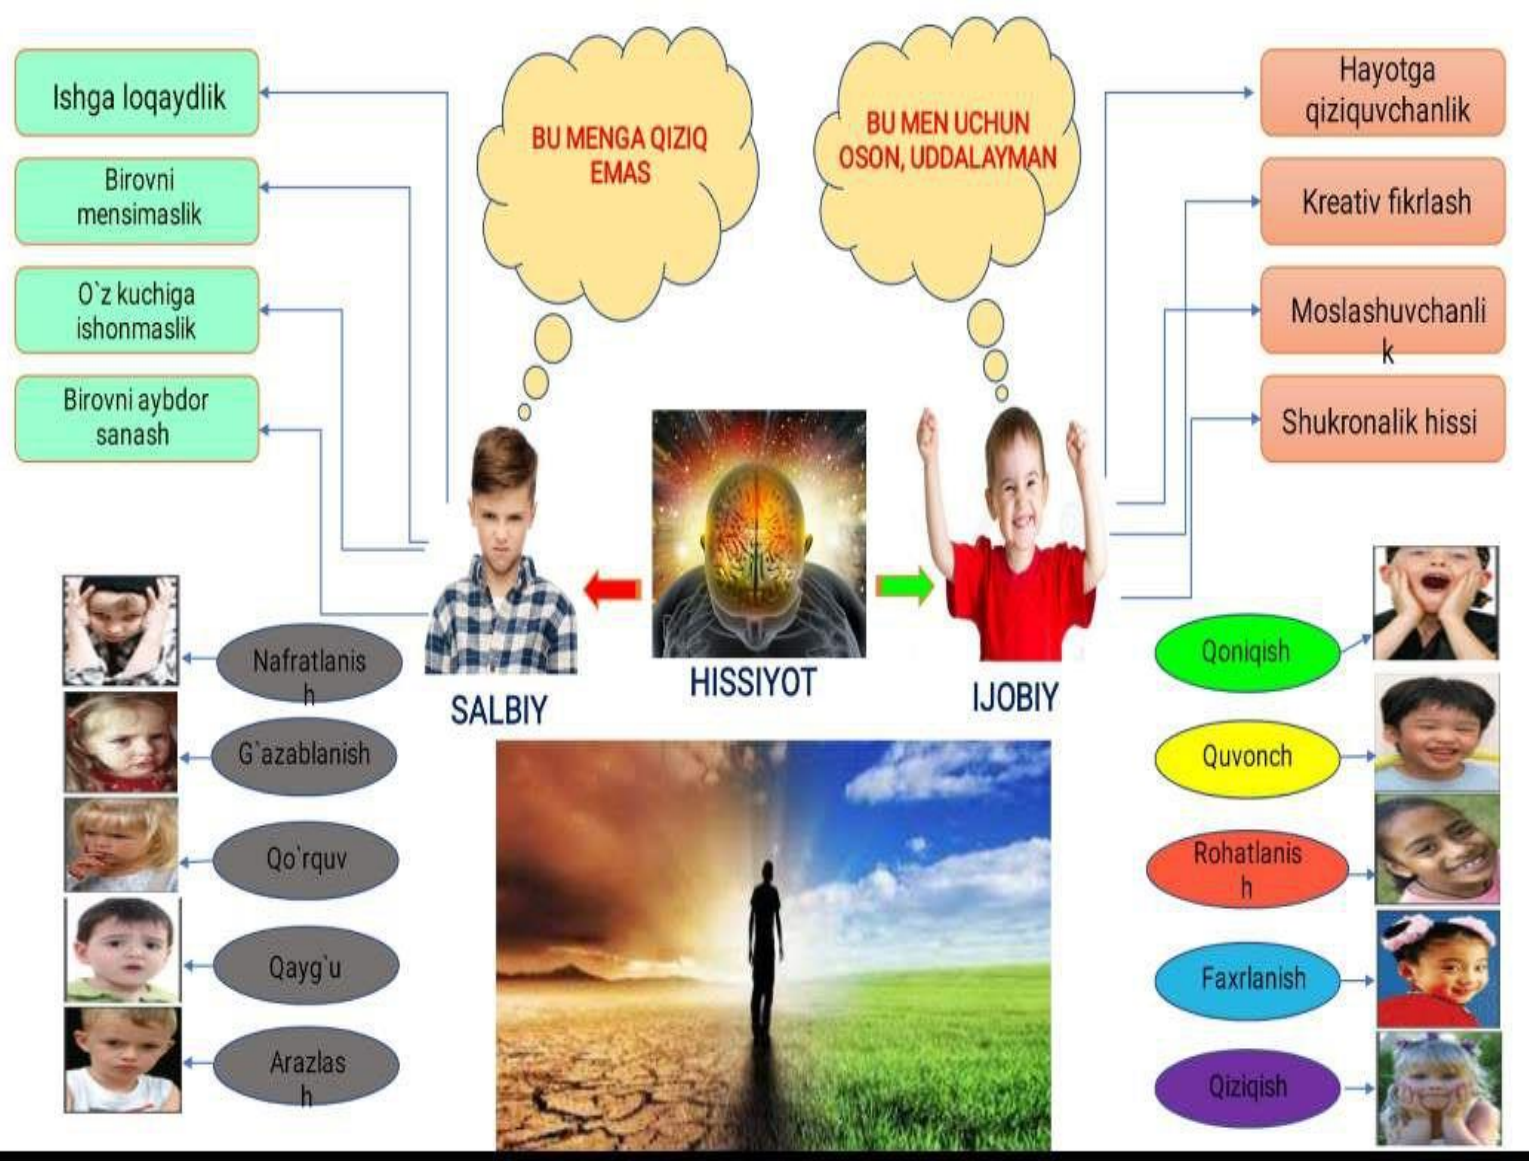 Ishga loqaydlik
Birovni
mensimaslik
O`z kuchiga
ishonmaslik
Birovni aybdor
sanash
BU MENGA QIZIQ
EMAS
BU MEN UCHUN
OSON, UDDALAYMAN
Hayotga
qiziquvchanlik
Kreativ fikrlash
Moslashuvchanli
k
Shukronalik hissi
SALBIY
HISSIYOT
IJOBIY
Nafratlanis
h
G`azablanish
Qo`rquv
Qayg`u
Arazlas
h
Qoniqish
Quvonch
Rohatlanis
h
Faxrlanish
Qiziqish